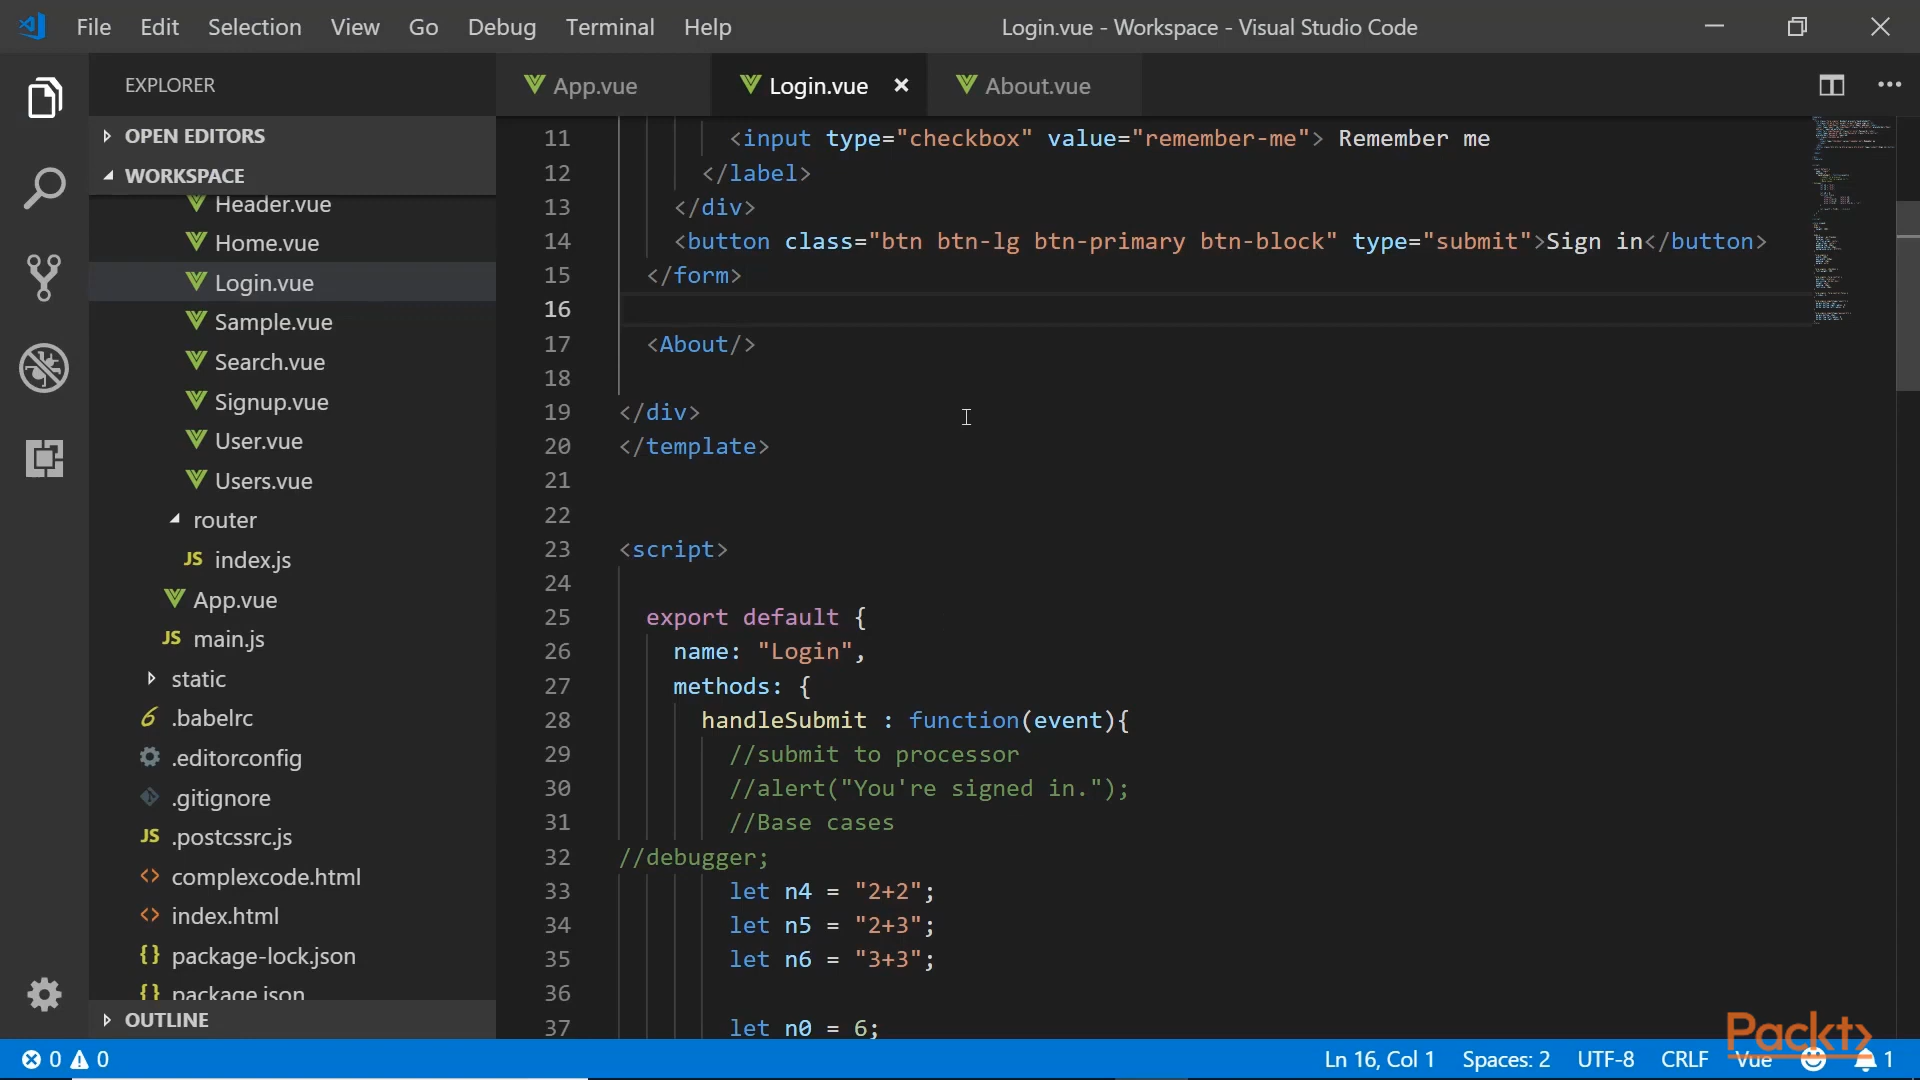 File Edit Selection View Go Debug Terminal Help
Login.vue - Workspace - Visual Studio Code
EXPLORER
OPEN EDITORS
WORKSPACE
Header.vue
Home.vue
Login.vue
Sample.vue
Search.vue
Signup.vue
User.vue
Users.vue
router
JS index.js
App.vue
JS main.js
static
.babelrc
.editorconfig
.gitignore
JS .postcssrc.js
<> complexcode.html
<> index.html
{} package-lock.json
{} package.json
OUTLINE
App.vue Login.vue About.vue
11 <input type="checkbox" value="remember-me"> Remember me
12 </label>
13 </div>
14 <button class="btn btn-lg btn-primary btn-block" type="submit">Sign in</button>
15 </form>
16
17 <About/>
18
19 </div>
20 </template>
21
22
23 <script>
24
25 export default {
26 name: "Login",
27 methods: {
28 handleSubmit : function(event){
29 //submit to processor
30 //alert("You're signed in.");
31 //Base cases
32 //debugger;
33 let n4 = "2+2";
34 let n5 = "2+3";
35 let n6 = "3+3";
36
37 let n0 = 6;
Packt>
0 0 Ln 16, Col 1 Spaces: 2 UTF-8 CRLF Vue 1